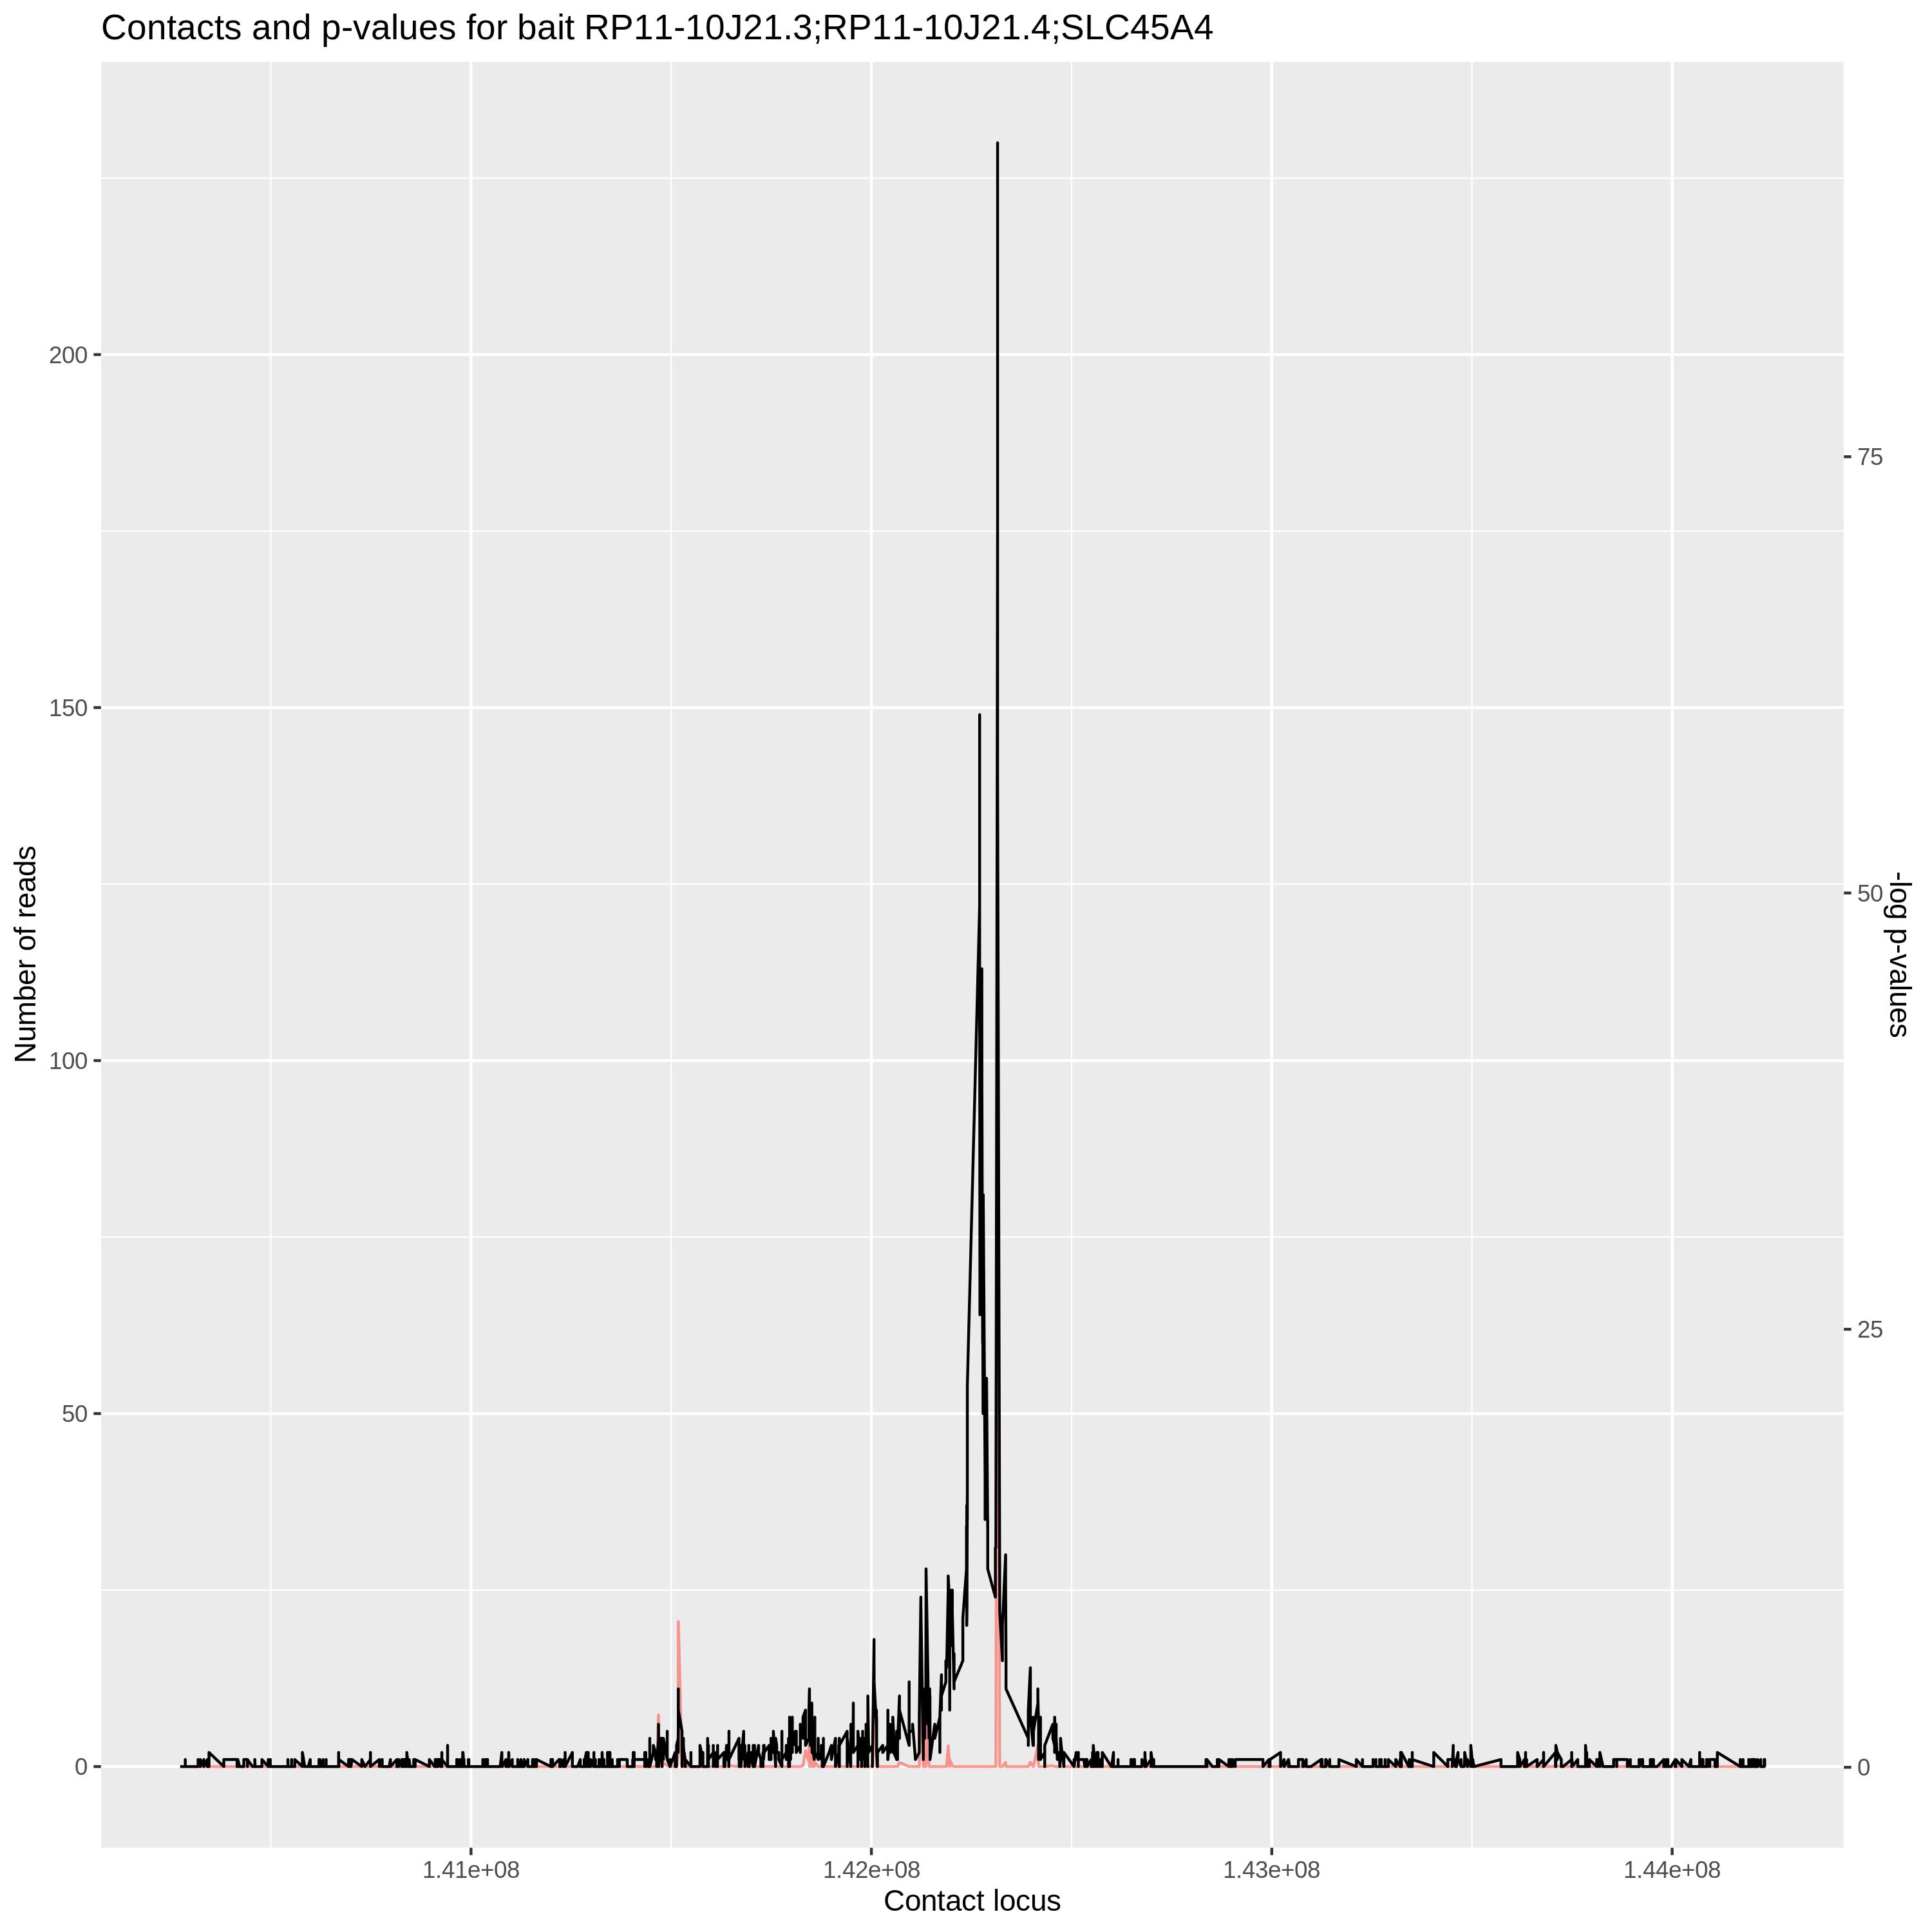 Contacts and p-values for bait RP11-10J21.3;RP11-10J21.4;SLC45A4
Number of reads
200
150
100
50
0
75
50
25
0
-log p-values
1.41e+08 1.42e+08 1.43e+08 1.44e+08
Contact locus